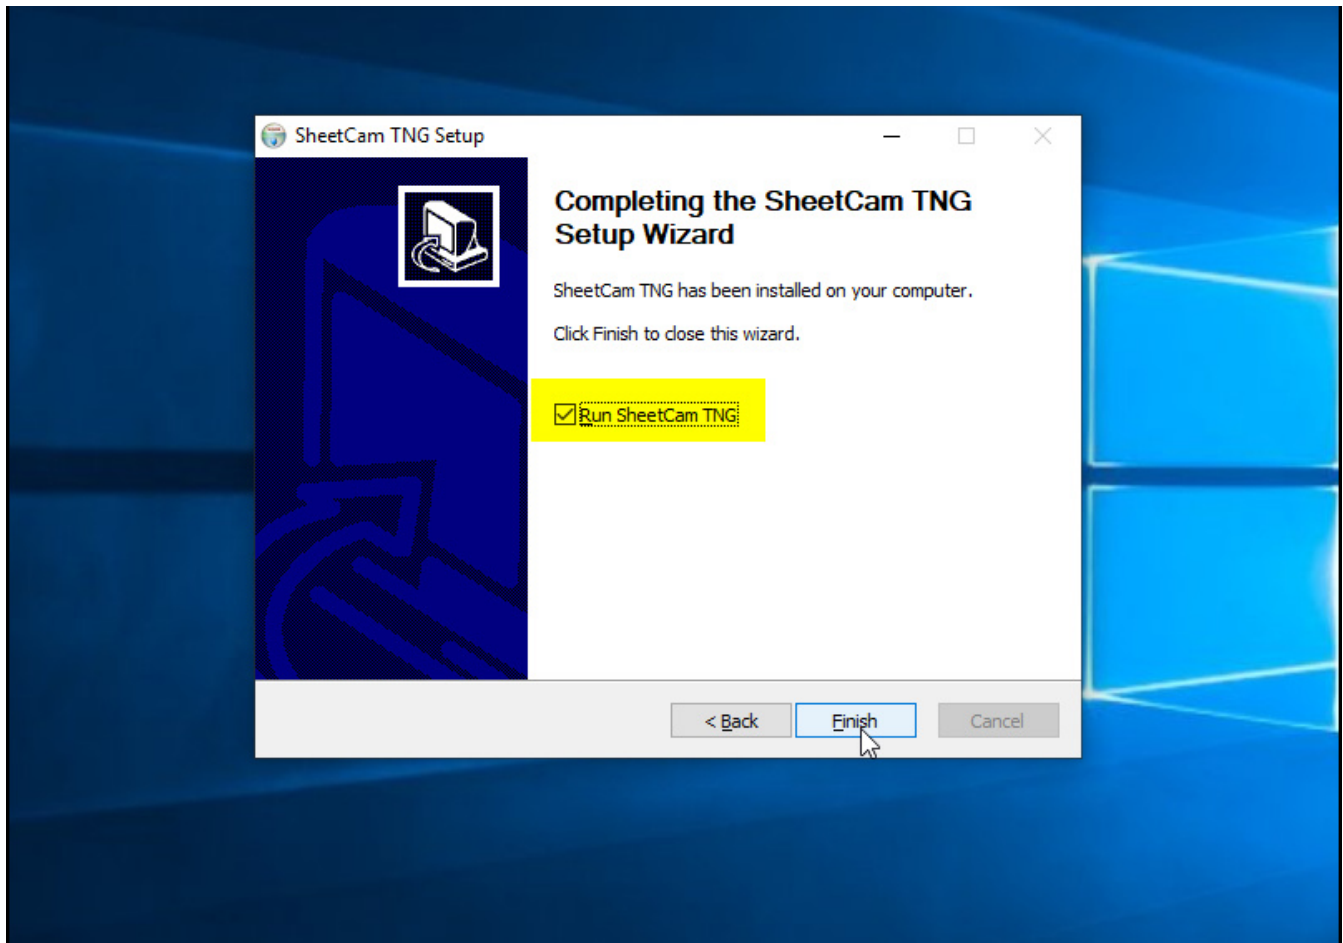 SheetCam TNG Setup
Completing the SheetCam TNG
Setup Wizard
SheetCam TNG has been installed on your computer.
Click Finish to close this wizard.
Run SheetCam TNG
< Back
Finish
Cancel